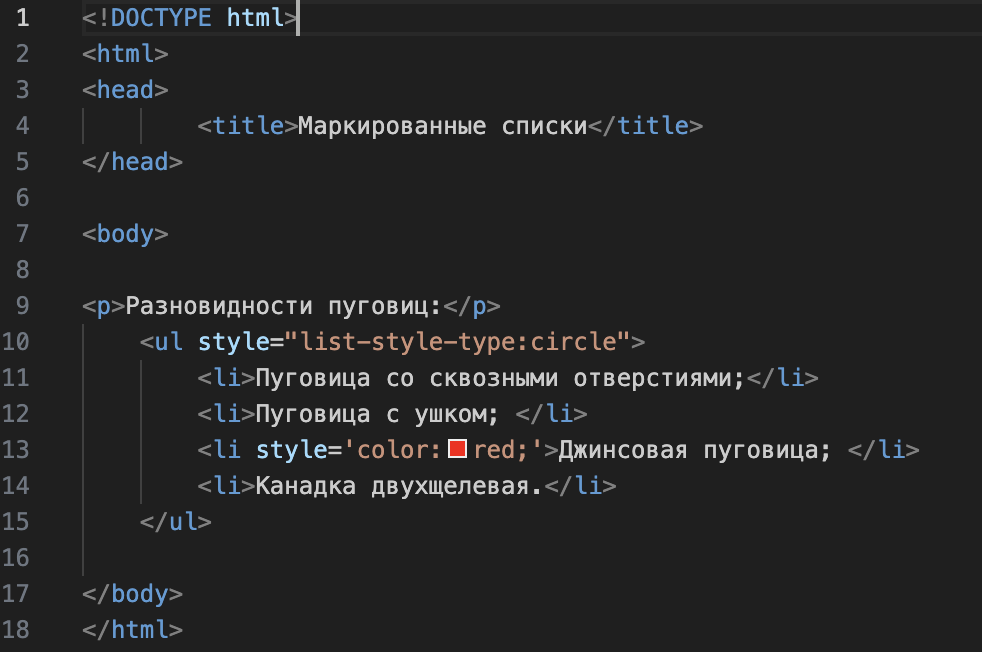 1 <!DOCTYPE html>
2 <html>
3 <head>
4 <title>Маркированные списки</title>
5 </head>
6
7 <body>
8
9 <p>Разновидности пуговиц:</p>
10 <ul style="list-style-type:circle">
11 <li>Пуговица со сквозными отверстиями;</li>
12 <li>Пуговица с ушком; </li>
13 <li style='color:red;'>Джинсовая пуговица; </li>
14 <li>Канадка двухщелевая.</li>
15 </ul>
16
17 </body>
18 </html>